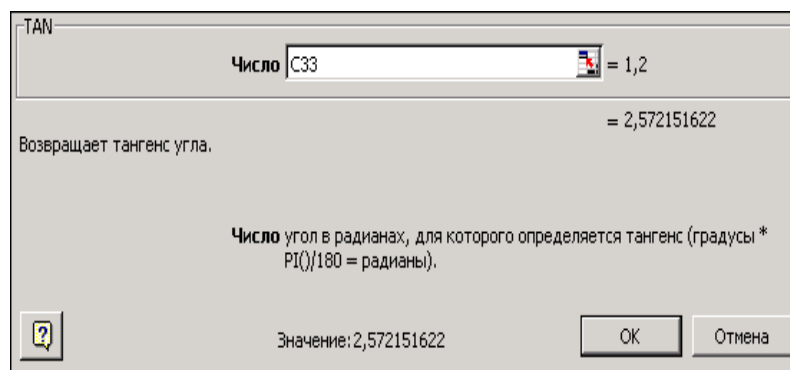 TAN
Число C33 = 1,2
= 2,572151622
Возвращает тангенс угла.
Число угол в радианах, для которого определяется тангенс (градусы *
PI()/180 = радианы).
? Значение:2,572151622 OK Отмена